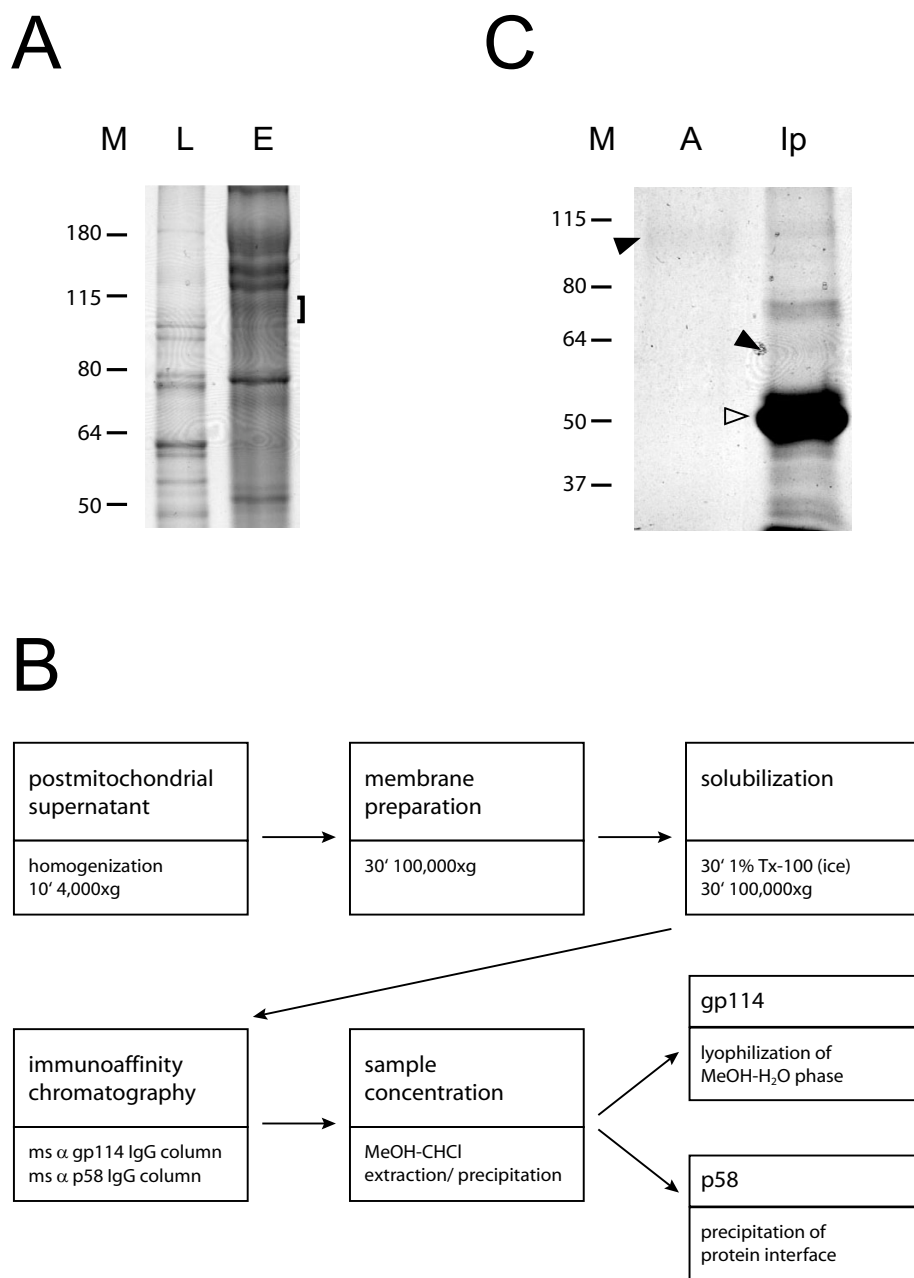 A
M L E
180
115
80
64
50
C
M A Ip
115
80
64
50
37
B
postmitochondrial
supernatant
homogenization
10‘ 4,000xg
membrane
preparation
30‘ 100,000xg
solubilization
30‘ 1% Tx-100 (ice)
30‘ 100,000xg
immunoaffinity
chromatography
ms α gp114 IgG column
ms α p58 IgG column
sample
concentration
MeOH-CHCl
extraction/ precipitation
gp114
lyophilization of
MeOH-H₂O phase
p58
precipitation of
protein interface